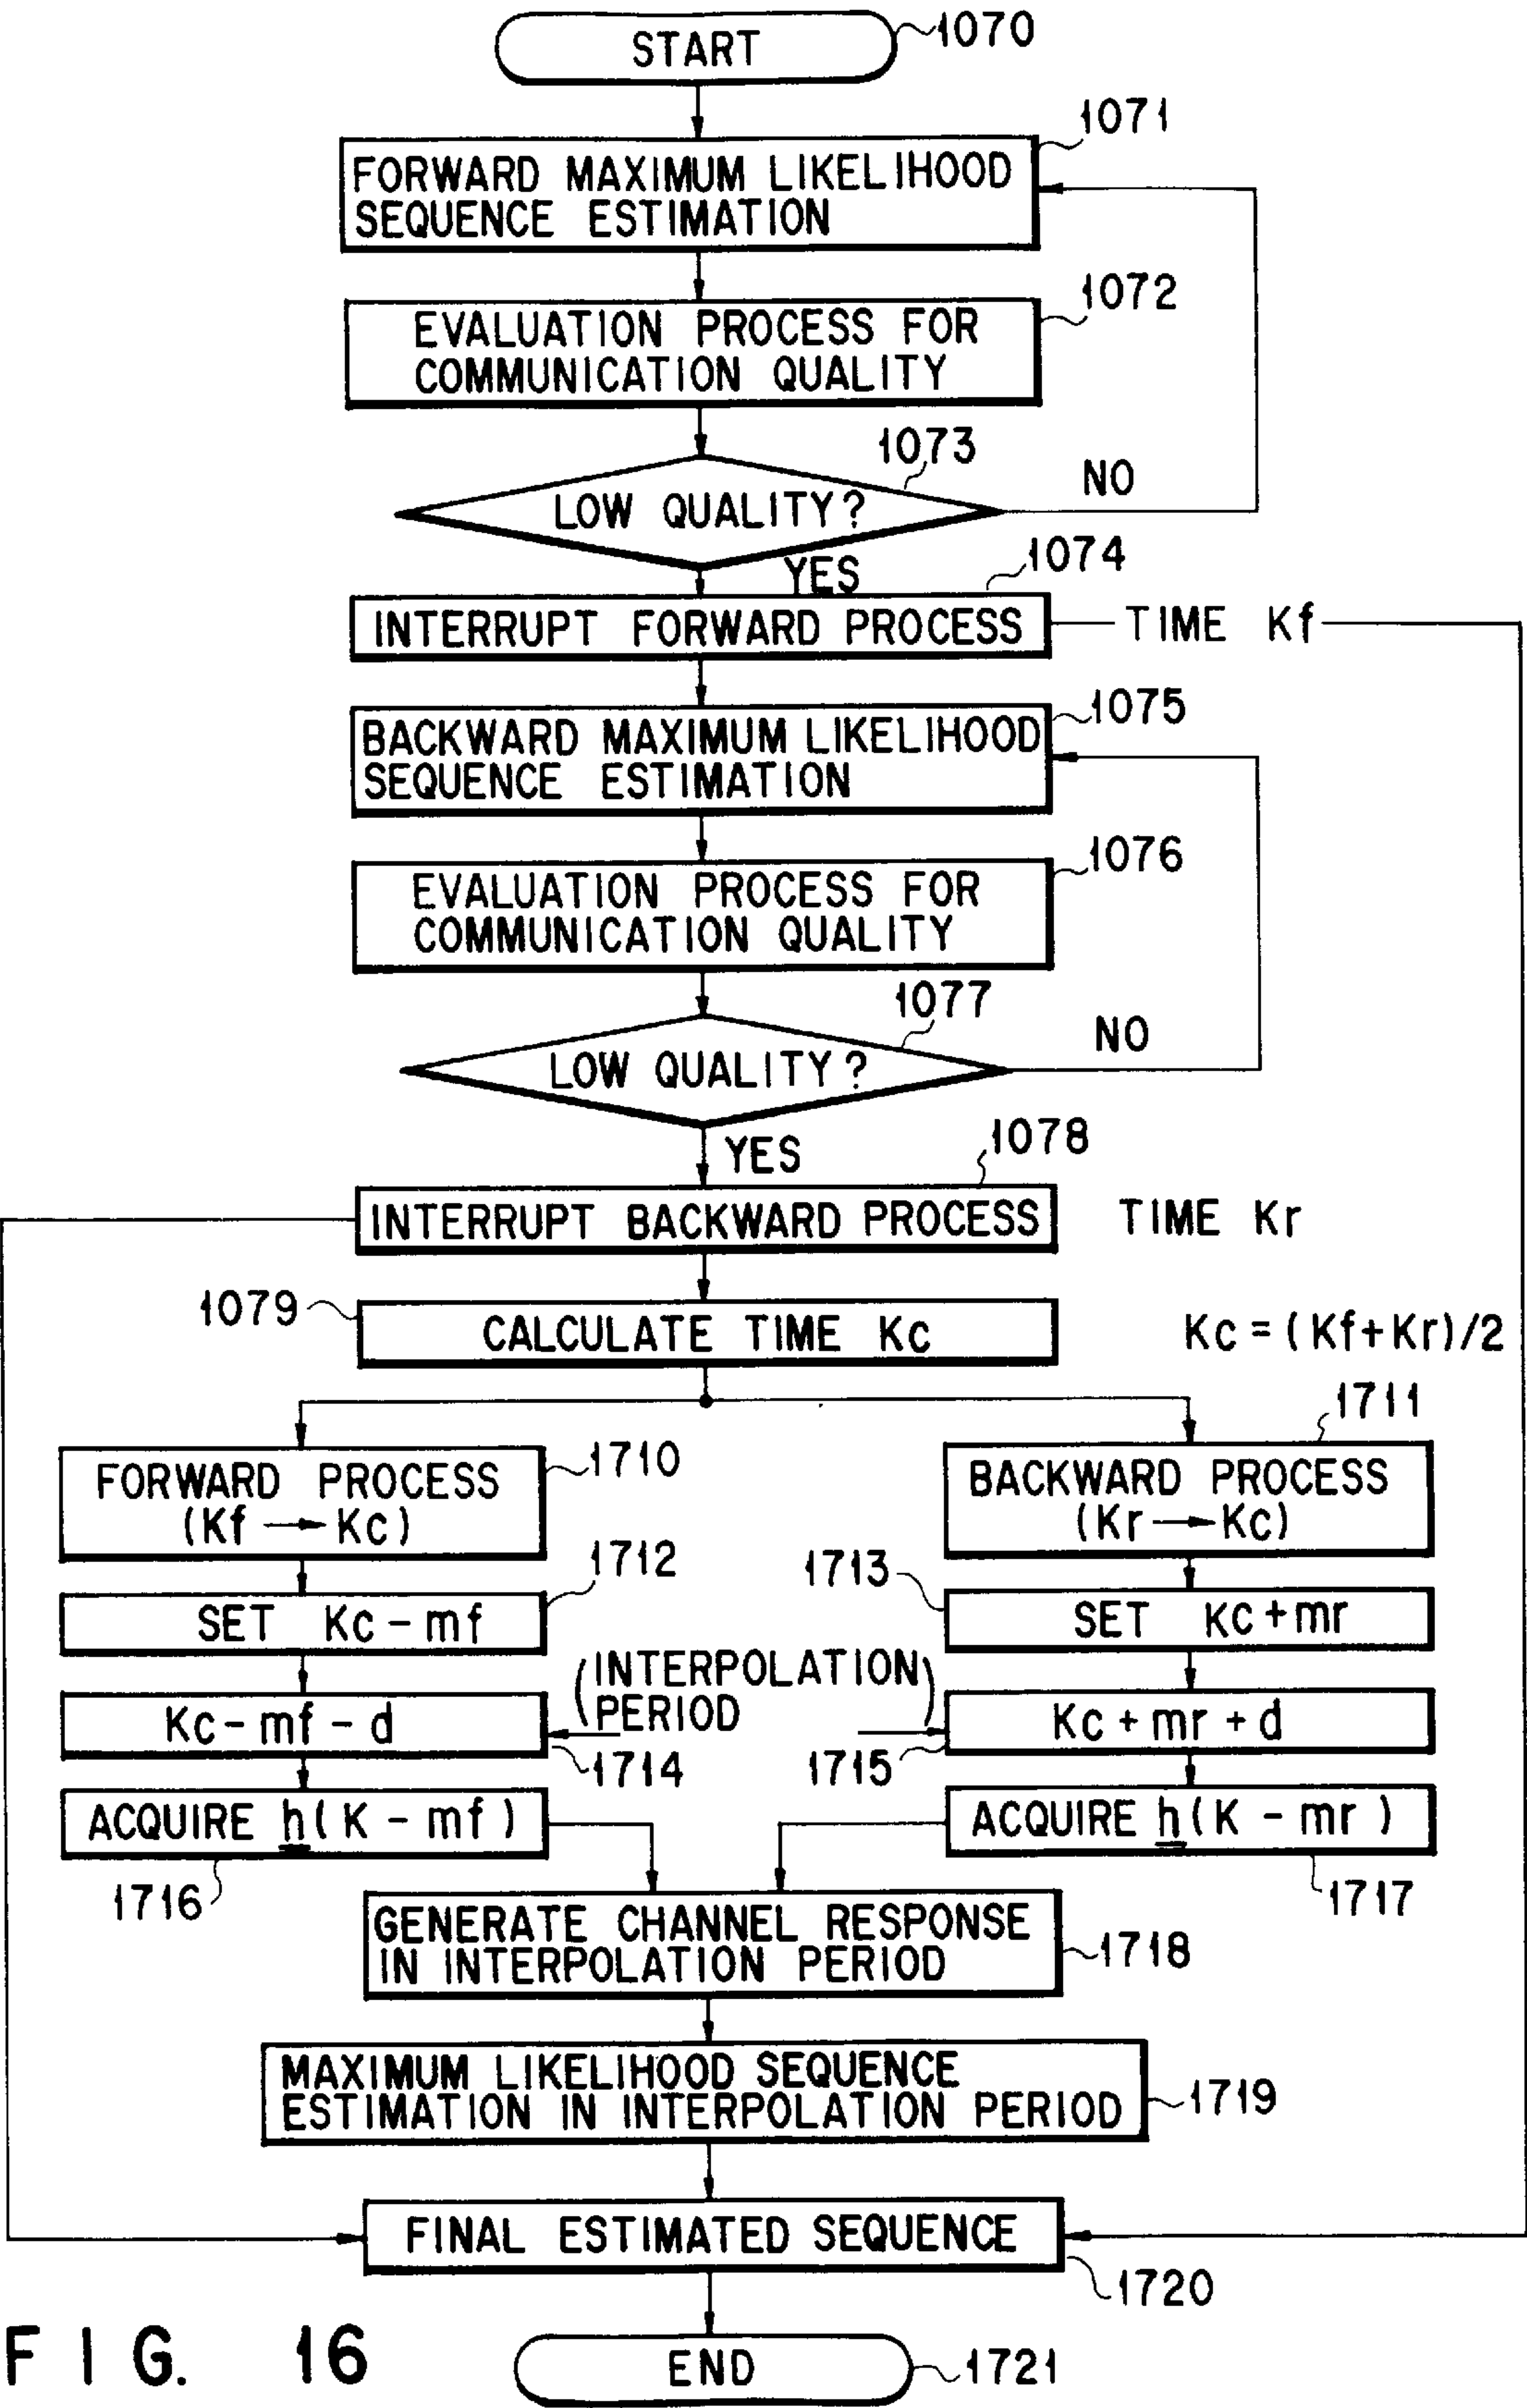 START
1070
1071
FORWARD MAXIMUM LIKELIHOOD
SEQUENCE ESTIMATION
1072
EVALUATION PROCESS FOR
COMMUNICATION QUALITY
1073
NO
LOW QUALITY?
YES
1074
INTERRUPT FORWARD PROCESS
TIME Kf
1075
BACKWARD MAXIMUM LIKELIHOOD
SEQUENCE ESTIMATION
1076
EVALUATION PROCESS FOR
COMMUNICATION QUALITY
1077
NO
LOW QUALITY?
YES
1078
INTERRUPT BACKWARD PROCESS
TIME Kr
1079
CALCULATE TIME Kc
Kc = (Kf+Kr)/2
1710
FORWARD PROCESS
(Kf → Kc)
1711
BACKWARD PROCESS
(Kr → Kc)
1712
SET Kc - mf
1713
SET Kc + mr
(INTERPOLATION
PERIOD)
Kc - mf - d
1714
Kc + mr + d
1715
ACQUIRE h(K - mf)
1716
ACQUIRE h(K - mr)
1717
GENERATE CHANNEL RESPONSE
IN INTERPOLATION PERIOD
1718
MAXIMUM LIKELIHOOD SEQUENCE
ESTIMATION IN INTERPOLATION PERIOD
1719
FINAL ESTIMATED SEQUENCE
1720
END
1721
FIG. 16